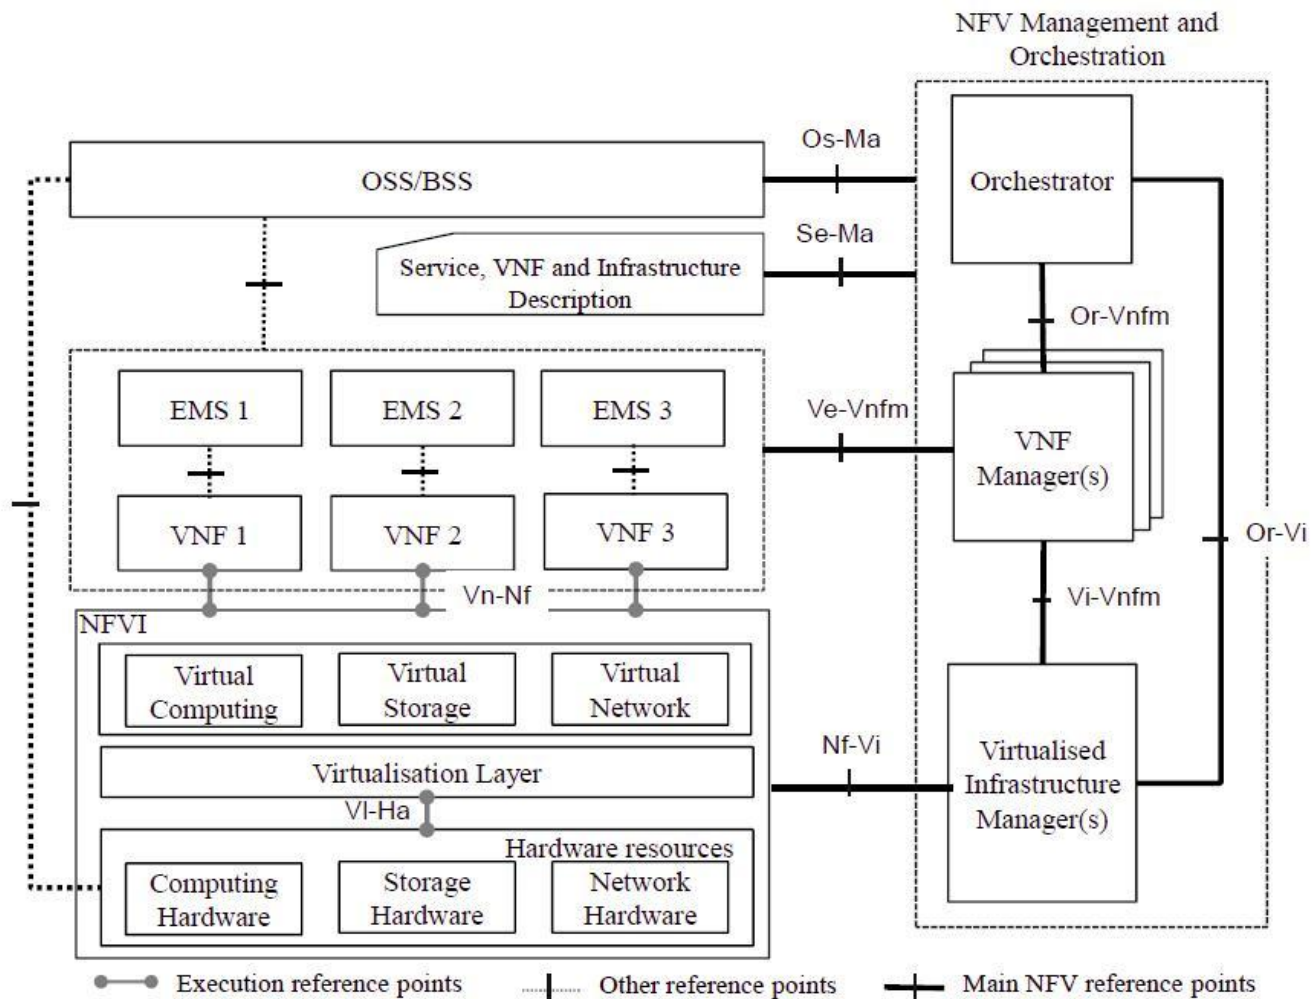 NFV Management and
Orchestration
Os-Ma
OSS/BSS
Orchestrator
Se-Ma
Service, VNF and Infrastructure
Description
Or-Vnfm
EMS 1
EMS 2
EMS 3
Ve-Vnfm
VNF
Manager(s)
VNF 1
VNF 2
VNF 3
Or-Vi
Vn-Nf
Vi-Vnfm
NFVI
Virtual
Computing
Virtual
Storage
Virtual
Network
Nf-Vi
Virtualisation Layer
Virtualised
Infrastructure
Manager(s)
Vl-Ha
Hardware resources
Computing
Hardware
Storage
Hardware
Network
Hardware
Execution reference points
Other reference points
Main NFV reference points